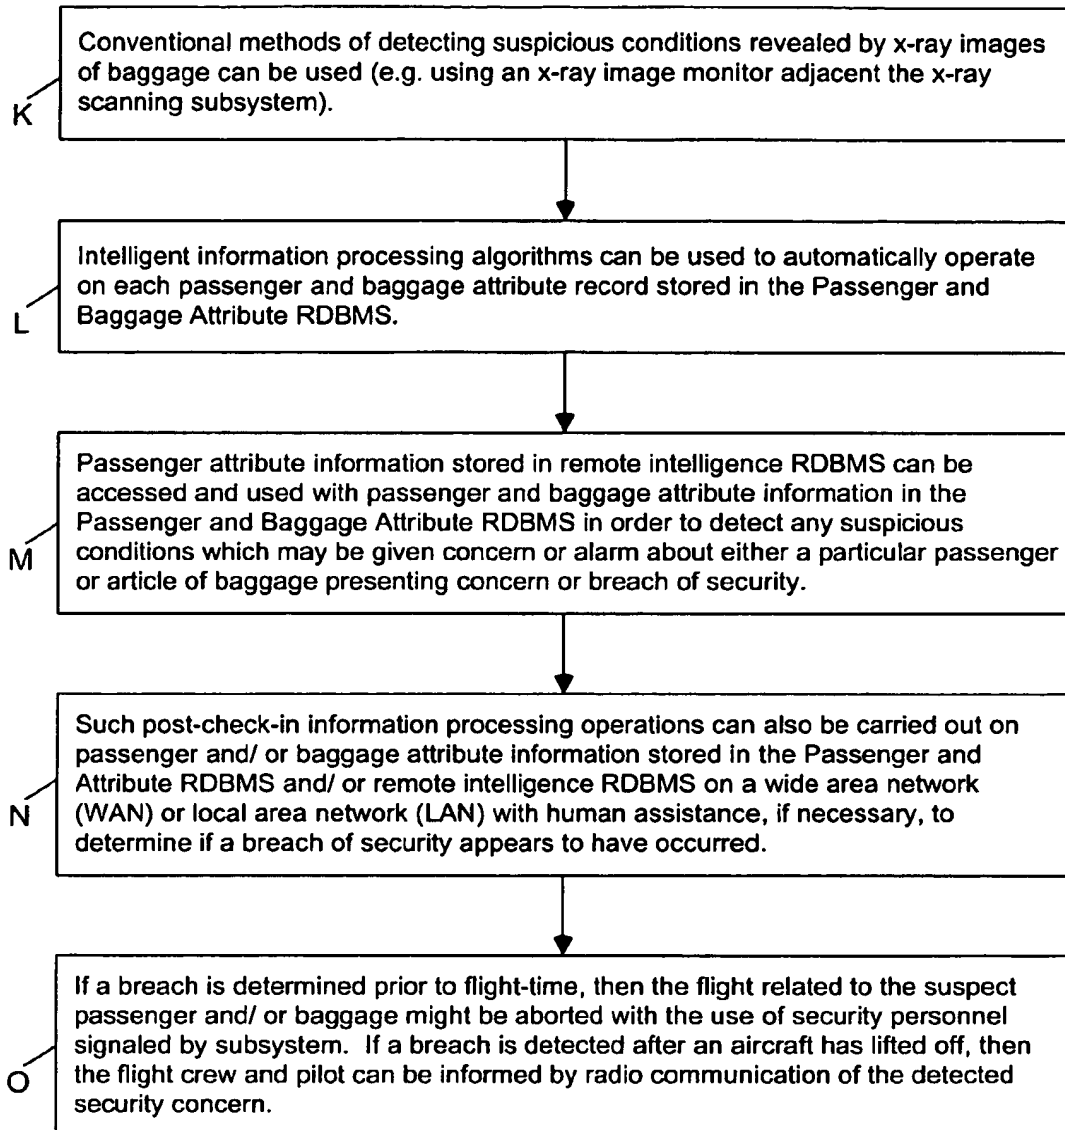 Conventional methods of detecting suspicious conditions revealed by x-ray images
of baggage can be used (e.g. using an x-ray image monitor adjacent the x-ray
scanning subsystem).
K
Intelligent information processing algorithms can be used to automatically operate
on each passenger and baggage attribute record stored in the Passenger and
Baggage Attribute RDBMS.
L
Passenger attribute information stored in remote intelligence RDBMS can be
accessed and used with passenger and baggage attribute information in the
Passenger and Baggage Attribute RDBMS in order to detect any suspicious
conditions which may be given concern or alarm about either a particular passenger
or article of baggage presenting concern or breach of security.
M
Such post-check-in information processing operations can also be carried out on
passenger and/ or baggage attribute information stored in the Passenger and
Attribute RDBMS and/ or remote intelligence RDBMS on a wide area network
(WAN) or local area network (LAN) with human assistance, if necessary, to
determine if a breach of security appears to have occurred.
N
If a breach is determined prior to flight-time, then the flight related to the suspect
passenger and/ or baggage might be aborted with the use of security personnel
signaled by subsystem.  If a breach is detected after an aircraft has lifted off, then
the flight crew and pilot can be informed by radio communication of the detected
security concern.
O